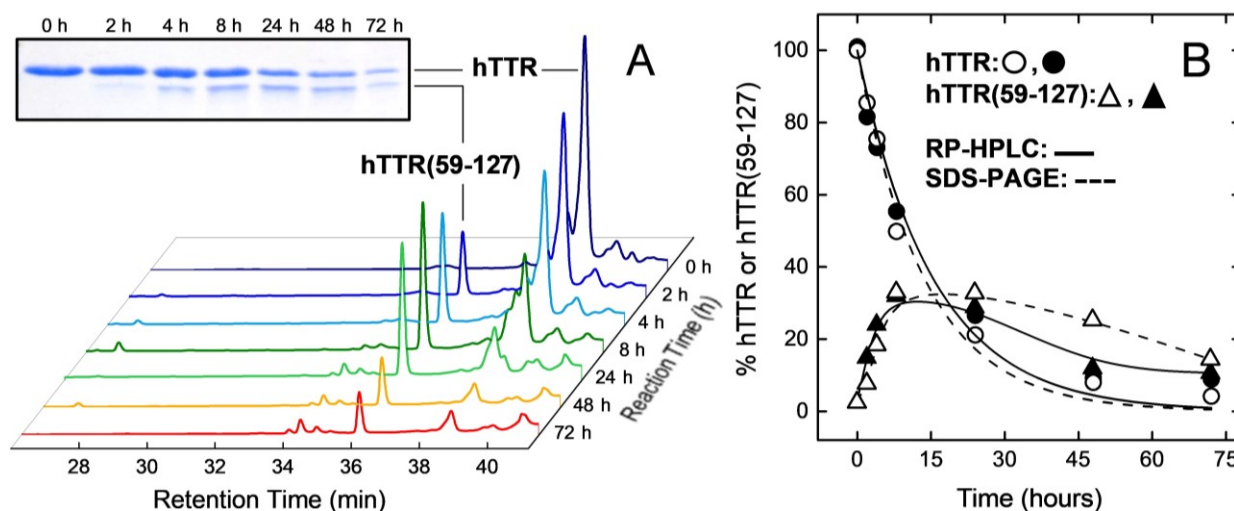 0 h 2 h 4 h 8 h 24 h 48 h 72 h
hTTR
A
hTTR(59-127)
0 h
2 h
4 h
8 h
24 h
48 h
72 h
Reaction Time (h)
28 30 32 34 36 38 40
Retention Time (min)
B
% hTTR or hTTR(59-127)
100
80
60
40
20
0
hTTR: ○, ●
hTTR(59-127): △, ▲
RP-HPLC: —
SDS-PAGE: ---
0 15 30 45 60 75
Time (hours)